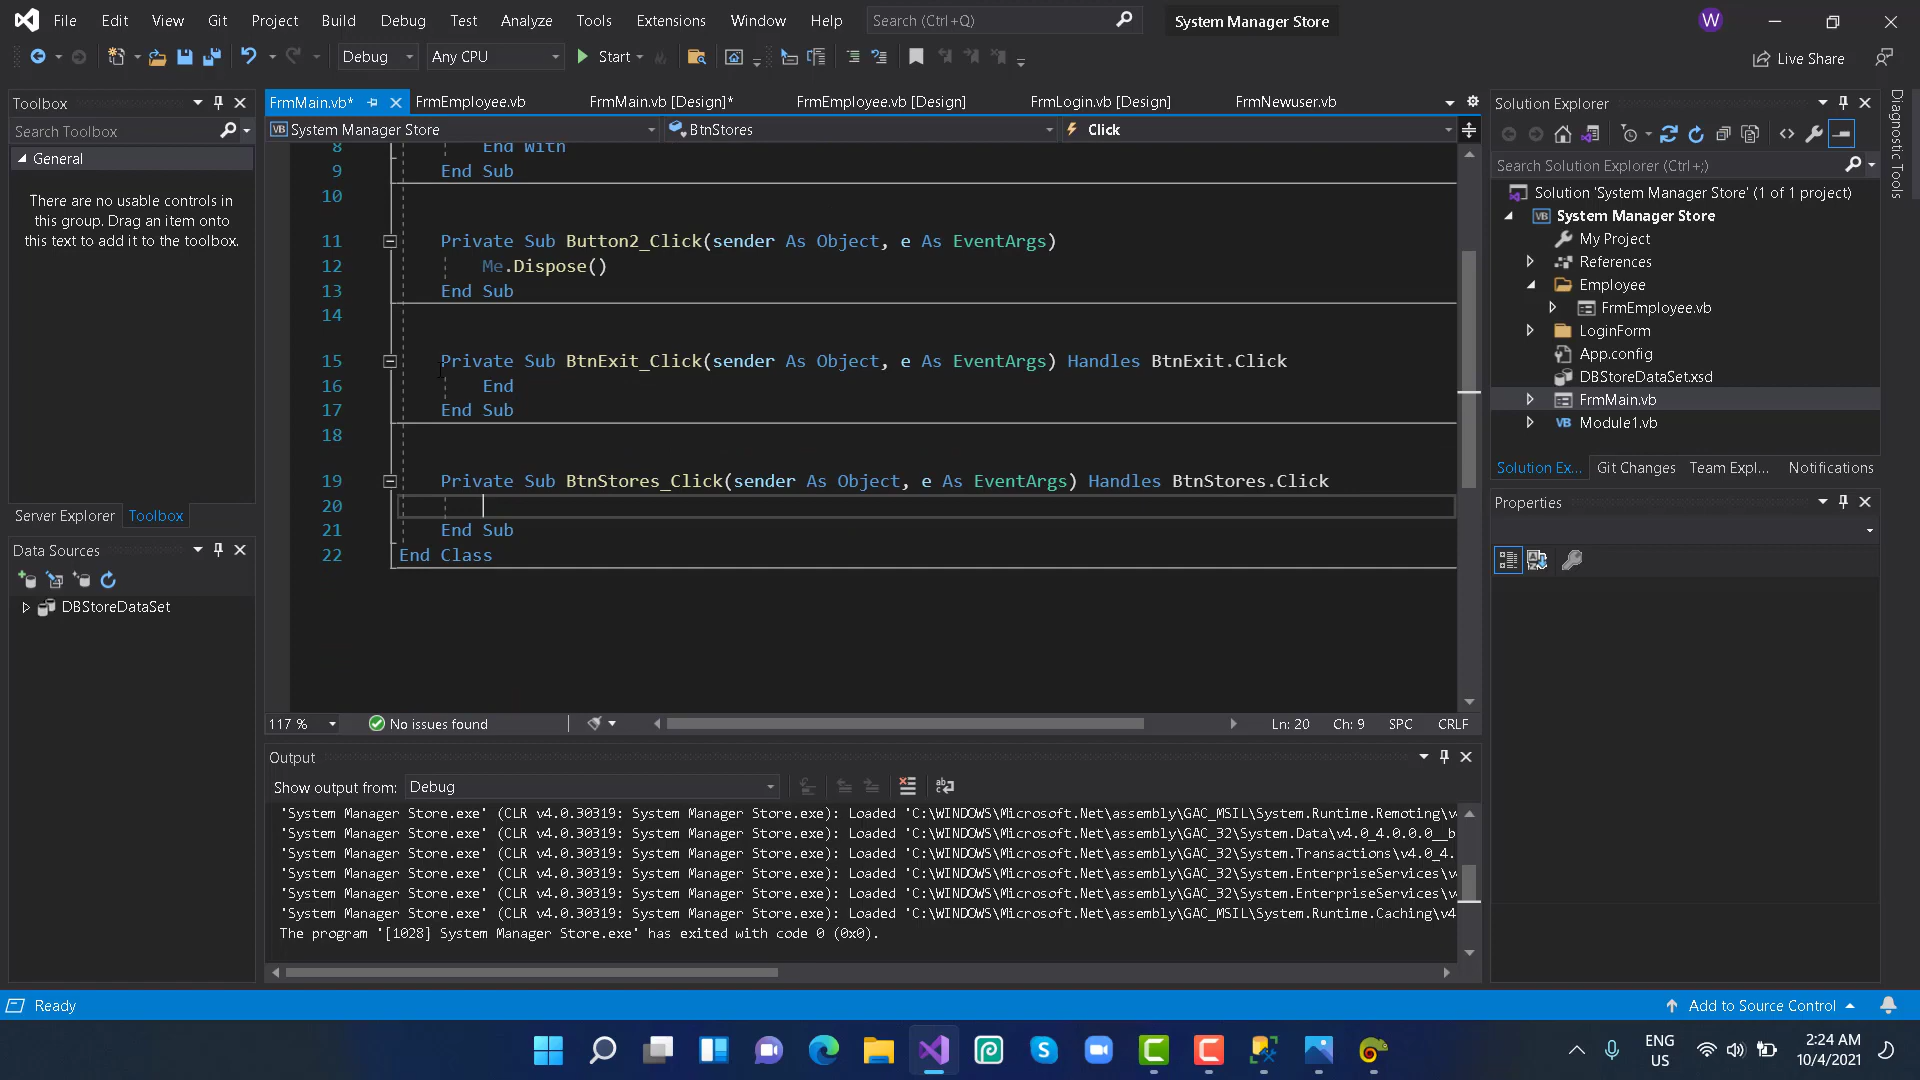 File Edit View Git Project Build Debug Test Analyze Tools Extensions Window Help Search (Ctrl+Q) System Manager Store W
Debug Any CPU Start Live Share
Toolbox
Search Toolbox
General
There are no usable controls in
this group. Drag an item onto
this text to add it to the toolbox.
Server Explorer Toolbox
Data Sources
DBStoreDataSet
FrmMain.vb* FrmEmployee.vb FrmMain.vb [Design]* FrmEmployee.vb [Design] FrmLogin.vb [Design] FrmNewuser.vb
VB System Manager Store BtnStores Click
8 End With
9 End Sub
10
11 Private Sub Button2_Click(sender As Object, e As EventArgs)
12 Me.Dispose()
13 End Sub
14
15 Private Sub BtnExit_Click(sender As Object, e As EventArgs) Handles BtnExit.Click
16 End
17 End Sub
18
19 Private Sub BtnStores_Click(sender As Object, e As EventArgs) Handles BtnStores.Click
20
21 End Sub
22 End Class
117 % No issues found Ln: 20 Ch: 9 SPC CRLF
Output
Show output from: Debug
'System Manager Store.exe' (CLR v4.0.30319: System Manager Store.exe): Loaded 'C:\WINDOWS\Microsoft.Net\assembly\GAC_MSIL\System.Runtime.Remoting\v4
'System Manager Store.exe' (CLR v4.0.30319: System Manager Store.exe): Loaded 'C:\WINDOWS\Microsoft.Net\assembly\GAC_32\System.Data\v4.0_4.0.0.0__b
'System Manager Store.exe' (CLR v4.0.30319: System Manager Store.exe): Loaded 'C:\WINDOWS\Microsoft.Net\assembly\GAC_32\System.Transactions\v4.0_4.
'System Manager Store.exe' (CLR v4.0.30319: System Manager Store.exe): Loaded 'C:\WINDOWS\Microsoft.Net\assembly\GAC_32\System.EnterpriseServices\v
'System Manager Store.exe' (CLR v4.0.30319: System Manager Store.exe): Loaded 'C:\WINDOWS\Microsoft.Net\assembly\GAC_32\System.EnterpriseServices\v
'System Manager Store.exe' (CLR v4.0.30319: System Manager Store.exe): Loaded 'C:\WINDOWS\Microsoft.Net\assembly\GAC_MSIL\System.Runtime.Caching\v4
The program '[1028] System Manager Store.exe' has exited with code 0 (0x0).
Solution Explorer
Search Solution Explorer (Ctrl+;)
Solution 'System Manager Store' (1 of 1 project)
VB System Manager Store
My Project
References
Employee
FrmEmployee.vb
LoginForm
App.config
DBStoreDataSet.xsd
FrmMain.vb
VB Module1.vb
Solution Ex... Git Changes Team Expl... Notifications
Properties
Diagnostic Tools
Ready Add to Source Control
ENG
US
2:24 AM
10/4/2021